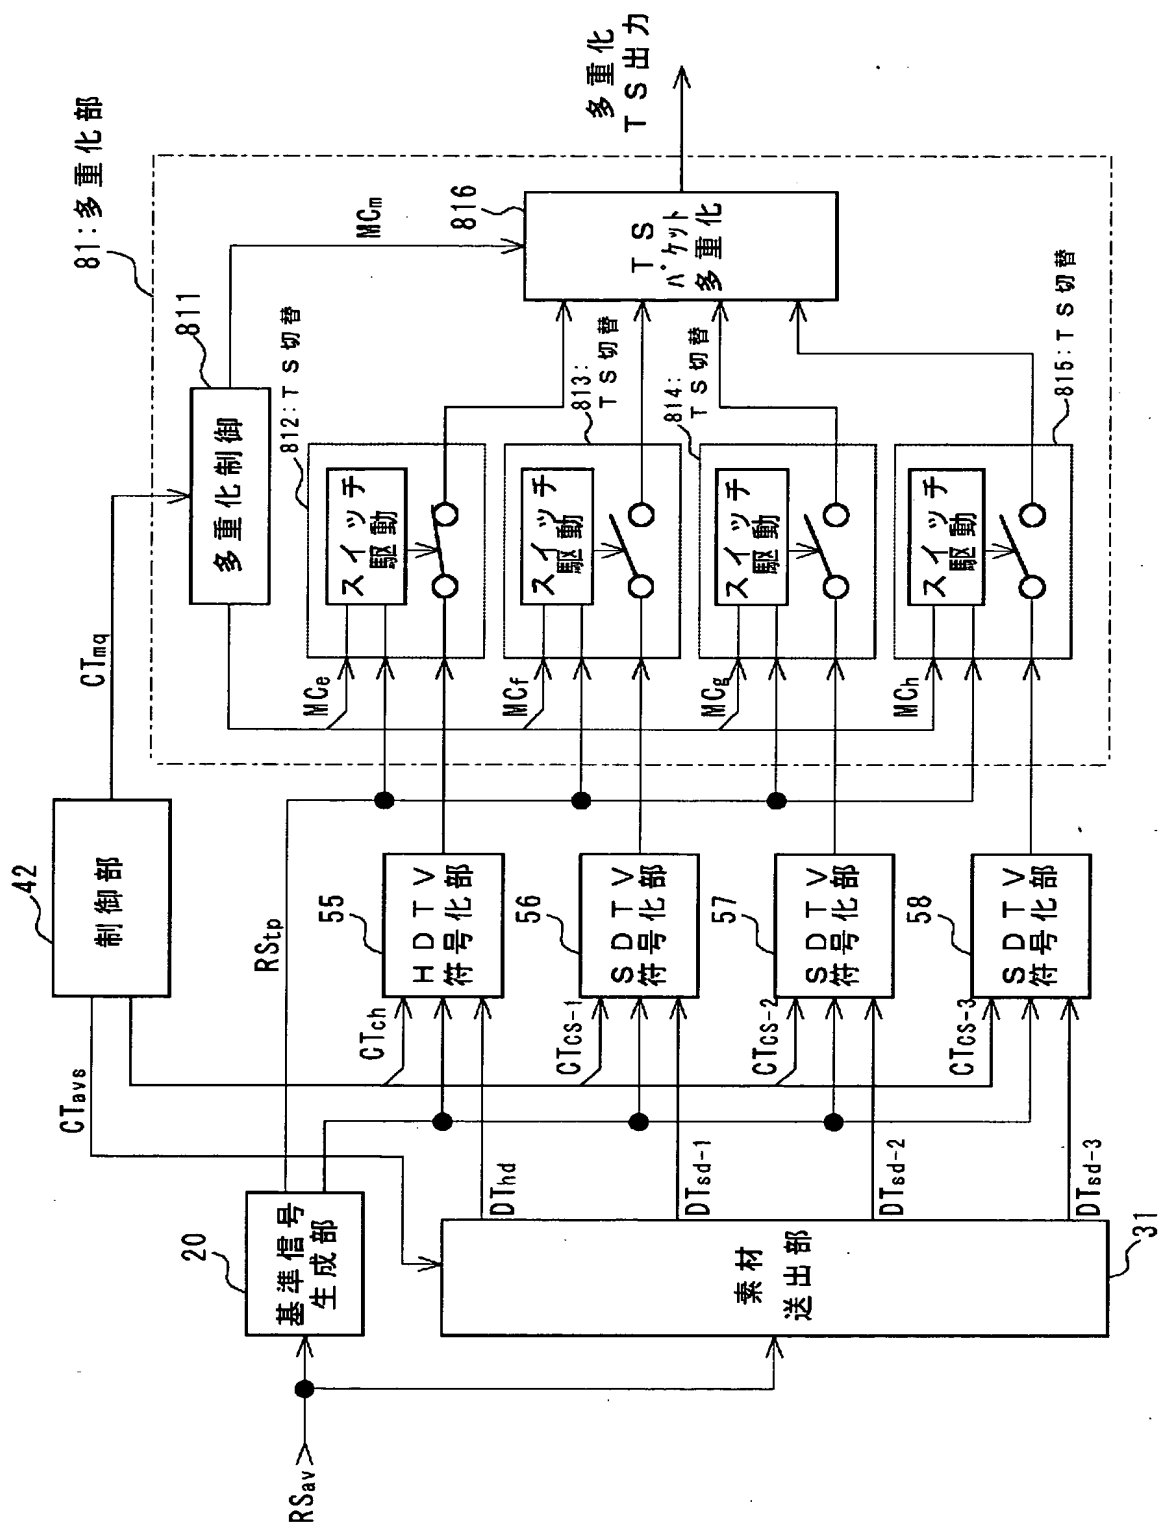 RSav
20
基準信号
生成部
CTavs
42
制御部
CTmq
RStp
素材
送出部
31
DThd
DTsd-1
DTsd-2
DTsd-3
CTch
CTcs-1
CTcs-2
CTcs-3
55
HDTV
符号化部
56
SDTV
符号化部
57
SDTV
符号化部
58
SDTV
符号化部
81:多重化部
811
多重化制御
MCm
MCe
MCf
MCg
MCh
812:TS切替
スイッチ
駆動
813:
TS切替
スイッチ
駆動
814:
TS切替
スイッチ
駆動
815:TS切替
スイッチ
駆動
816
TS
パケット
多重化
多重化
TS出力